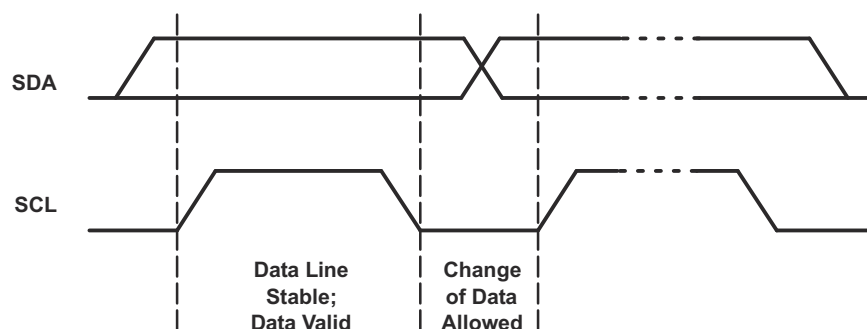 SDA
SCL
Data Line
Stable;
Data Valid
Change
of Data
Allowed